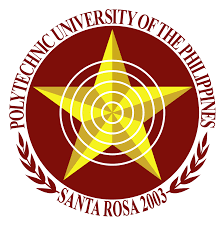 POLYTECHNIC UNIVERSITY OF THE PHILIPPINES
SANTA ROSA 2003